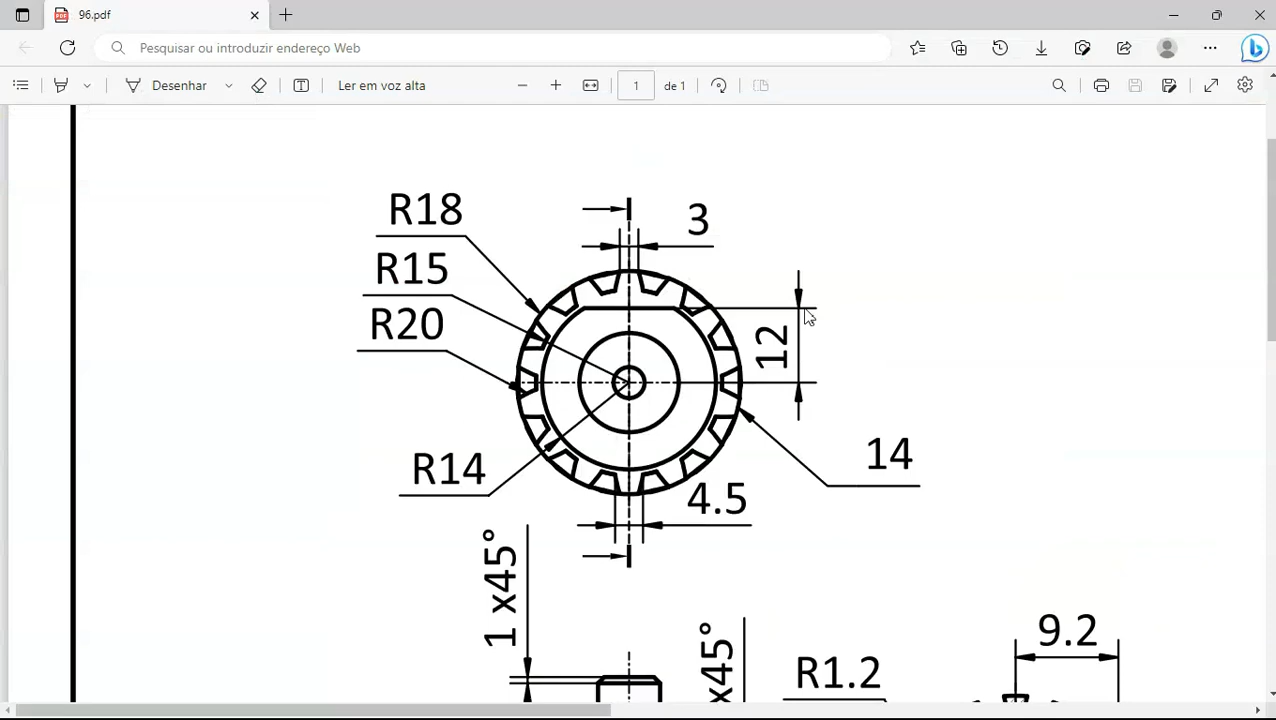 96.pdf
Pesquisar ou introduzir endereço Web
Desenhar
Ler em voz alta
1
de 1
R18
3
R15
R20
12
R14
14
4.5
1 x45°
x45°
9.2
R1.2